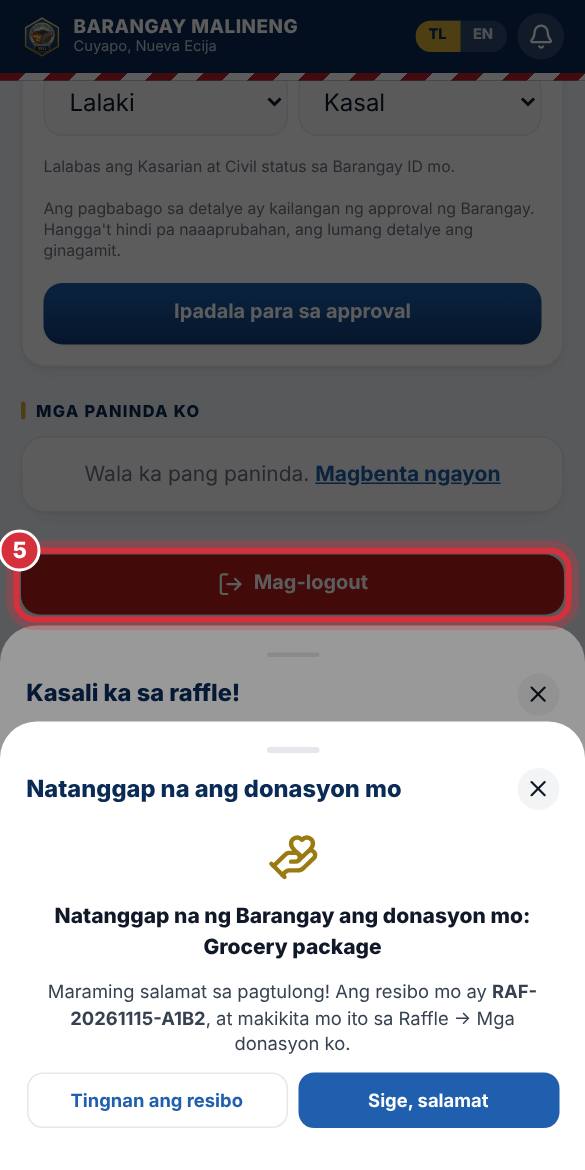 BARANGAY MALINENG
Cuyapo, Nueva Ecija
TL EN
Lalaki Kasal
Lalabas ang Kasarian at Civil status sa Barangay ID mo.
Ang pagbabago sa detalye ay kailangan ng approval ng Barangay.
Hangga't hindi pa naaaprubahan, ang lumang detalye ang
ginagamit.
Ipadala para sa approval
MGA PANINDA KO
Wala ka pang paninda. Magbenta ngayon
5
Mag-logout
Kasali ka sa raffle!
Natanggap na ang donasyon mo
Natanggap na ng Barangay ang donasyon mo:
Grocery package
Maraming salamat sa pagtulong! Ang resibo mo ay RAF-
20261115-A1B2, at makikita mo ito sa Raffle → Mga
donasyon ko.
Tingnan ang resibo Sige, salamat